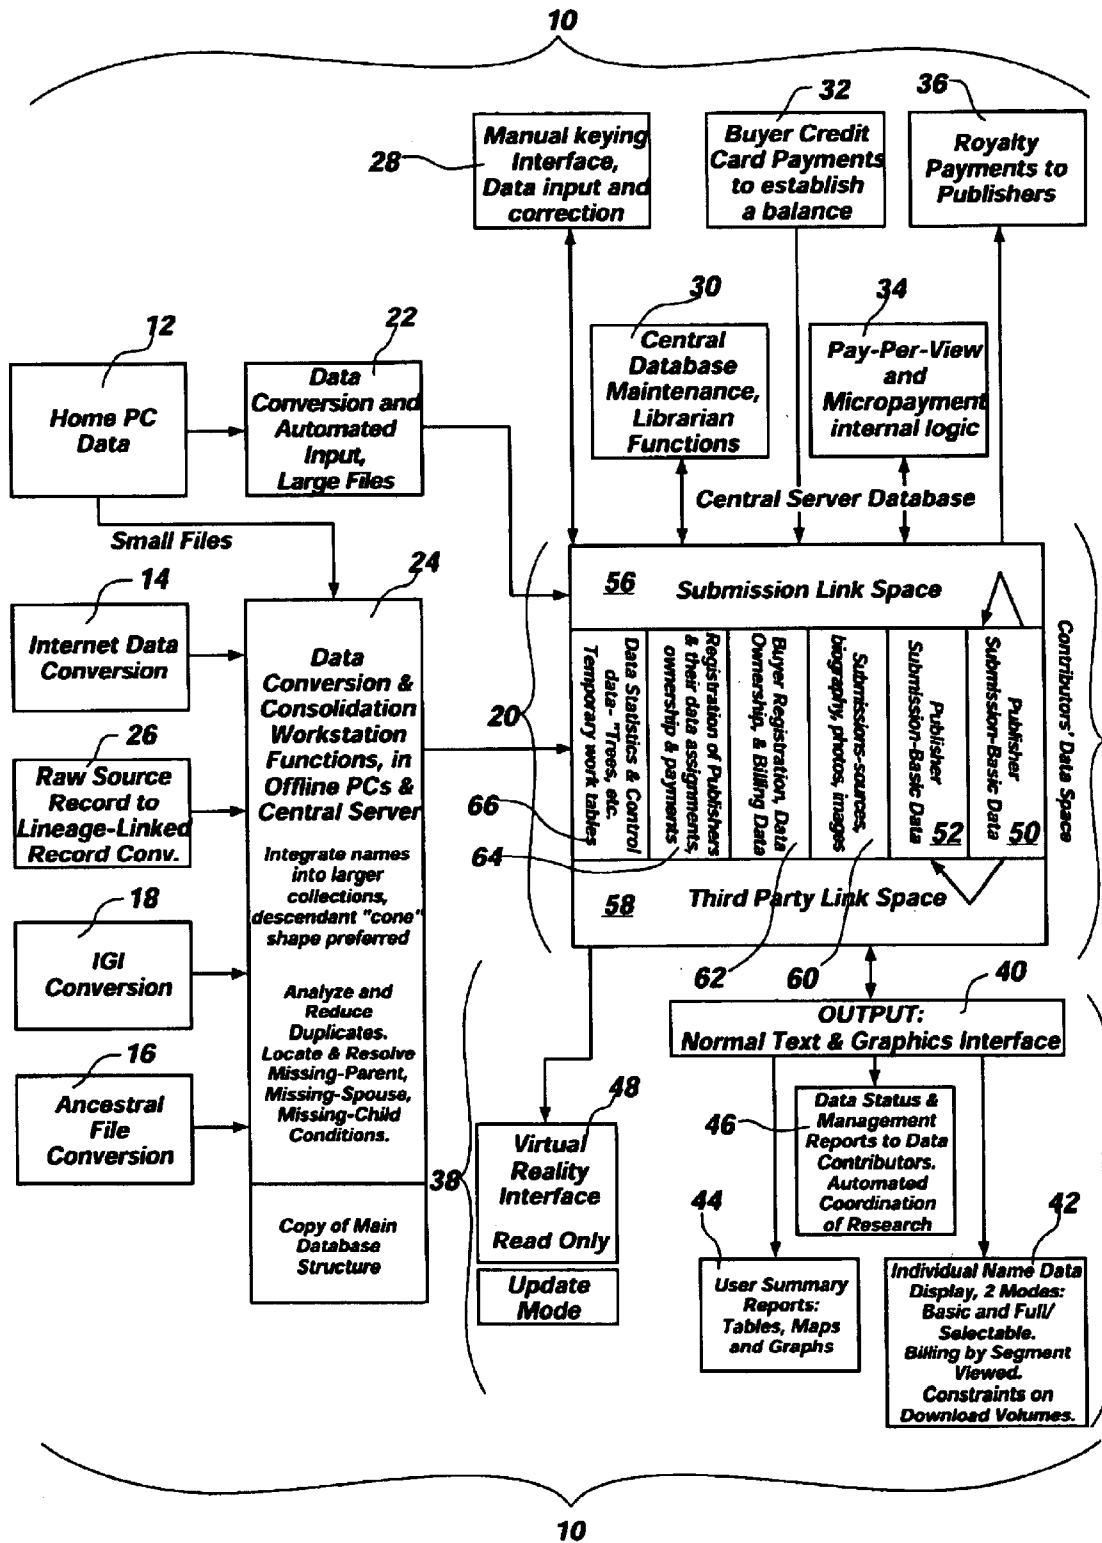 10
28
Manual keying
Interface,
Data input and
correction
32
Buyer Credit
Card Payments
to establish
a balance
36
Royalty
Payments to
Publishers
30
Central
Database
Maintenance,
Librarian
Functions
34
Pay-Per-View
and
Micropayment
internal logic
12
Home PC
Data
22
Data
Conversion and
Automated
Input,
Large Files
Small Files
Central Server Database
14
Internet Data
Conversion
26
Raw Source
Record to
Lineage-Linked
Record Conv.
18
IGI
Conversion
16
Ancestral
File
Conversion
24
Data
Conversion &
Consolidation
Workstation
Functions, in
Offline PCs &
Central Server
Integrate names
into larger
collections,
descendant "cone"
shape preferred
Analyze and
Reduce
Duplicates.
Locate & Resolve
Missing-Parent,
Missing-Spouse,
Missing-Child
Conditions.
Copy of Main
Database
Structure
20
56
Submission Link Space
Data Statistics & Control
data- "Trees, etc.
Temporary work tables
66
Registration of Publishers
& their data assignments,
ownership & payments
64
Buyer Registration, Data
Ownership, & Billing Data
62
Submissions-sources,
biography, photos, images
60
Publisher
Submission-Basic Data
52
Publisher
Submission-Basic Data
50
Contributors' Data Space
58
Third Party Link Space
38
48
Virtual
Reality
Interface
Read Only
Update
Mode
40
OUTPUT:
Normal Text & Graphics Interface
46
Data Status &
Management
Reports to Data
Contributors.
Automated
Coordination
of Research
44
User Summary
Reports:
Tables, Maps
and Graphs
42
Individual Name Data
Display, 2 Modes:
Basic and Full/
Selectable.
Billing by Segment
Viewed.
Constraints on
Download Volumes.
10